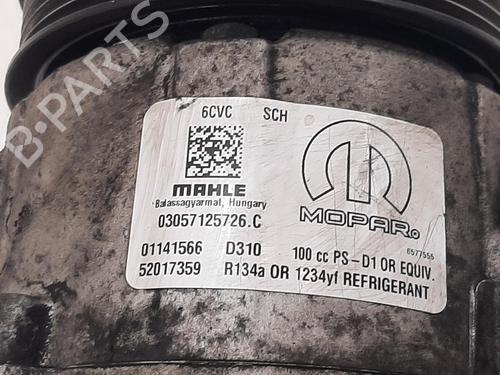 B-PARTS
6CVC SCH
MAHLE
Balassagyarmat, Hungary
03057125726.C
MOPAR®
01141566 D310 100 cc PS-D1 OR EQUIV.
6577555
52017359 R134a OR 1234yf REFRIGERANT